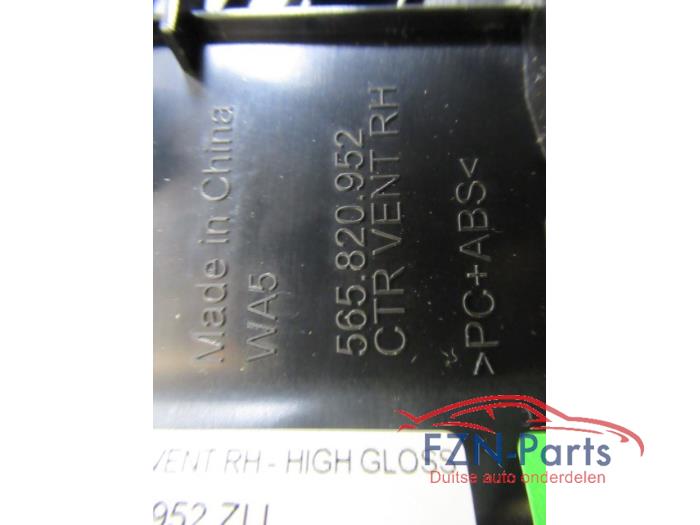 Made in China
WA5
565.820.952
CTR VENT RH
>PC+ABS<
VENT RH - HIGH GLOSS
952
FZN-Parts
Duitse auto onderdelen